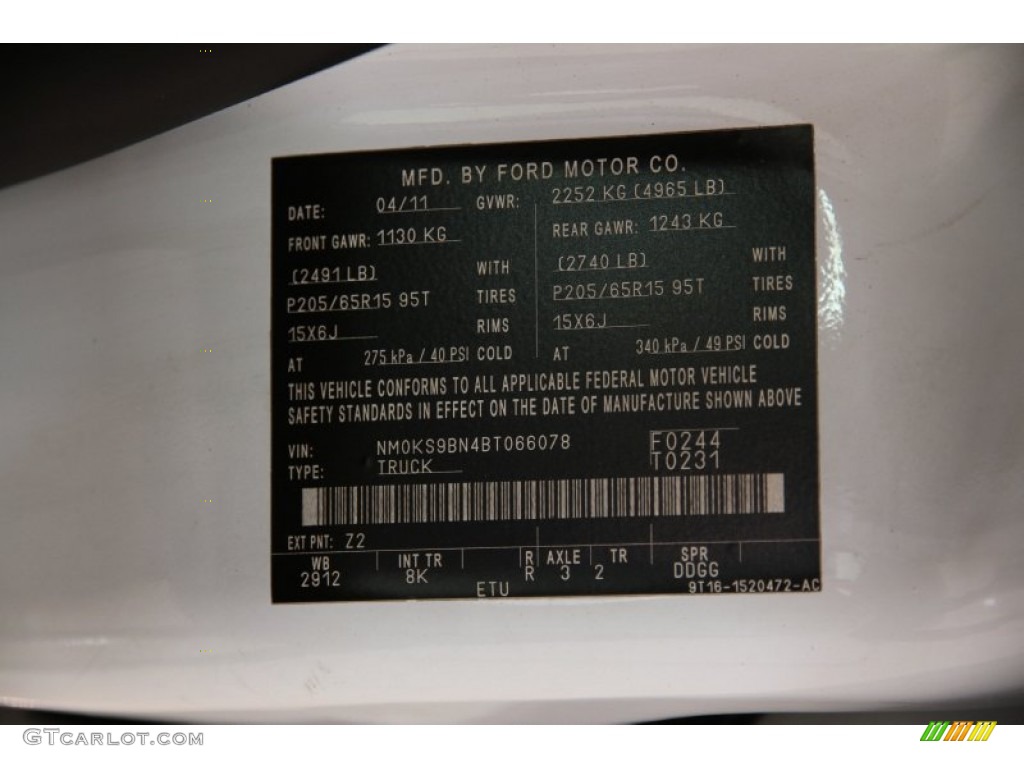 MFD. BY FORD MOTOR CO.
DATE: 04/11 GVWR: 2252 KG (4965 LB)
FRONT GAWR: 1130 KG REAR GAWR: 1243 KG
(2491 LB) WITH (2740 LB) WITH
P205/65R15 95T TIRES P205/65R15 95T TIRES
15X6J RIMS 15X6J RIMS
AT 275 kPa / 40 PSI COLD AT 340 kPa / 49 PSI COLD
THIS VEHICLE CONFORMS TO ALL APPLICABLE FEDERAL MOTOR VEHICLE
SAFETY STANDARDS IN EFFECT ON THE DATE OF MANUFACTURE SHOWN ABOVE
VIN: NM0KS9BN4BT066078 F0244
TYPE: TRUCK T0231
EXT PNT: Z2
WB INT TR R AXLE TR SPR
2912 8K R 3 2 DDGG
ETU 9T16-1520472-AC
GTCarlot.com